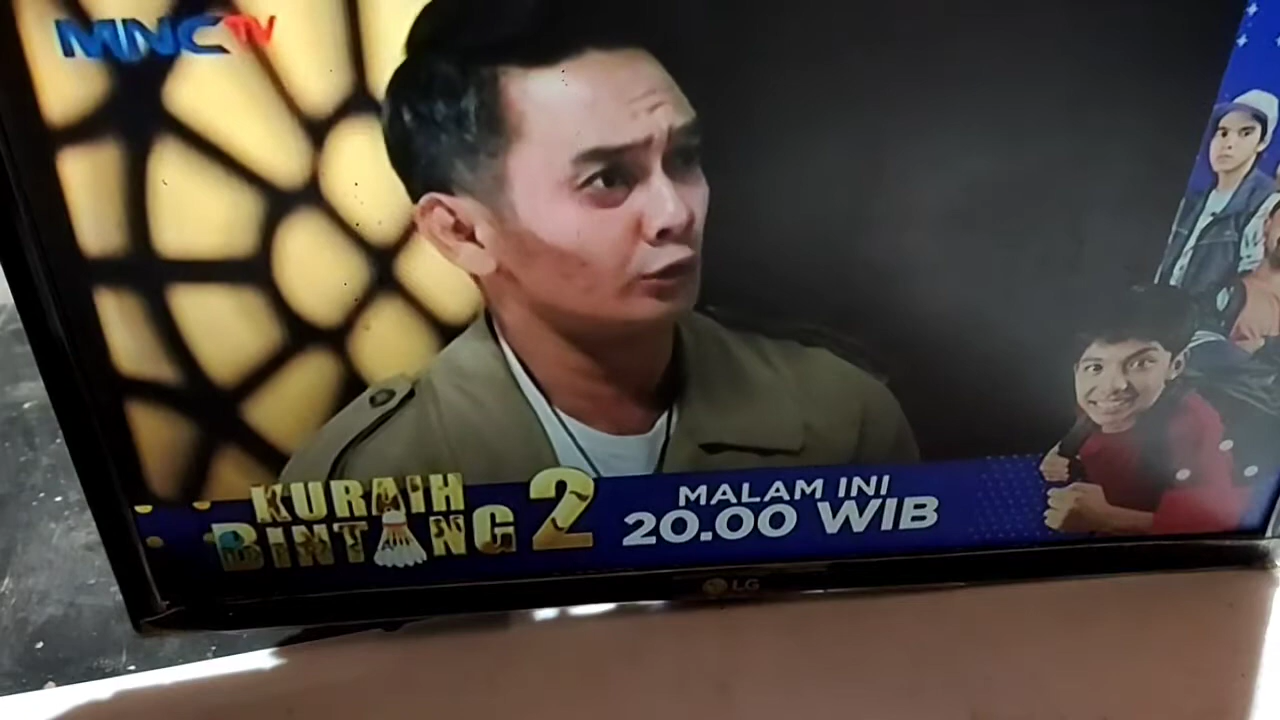 MNCTV
KURAIH
BINTANG 2
MALAM INI
20.00 WIB
LG